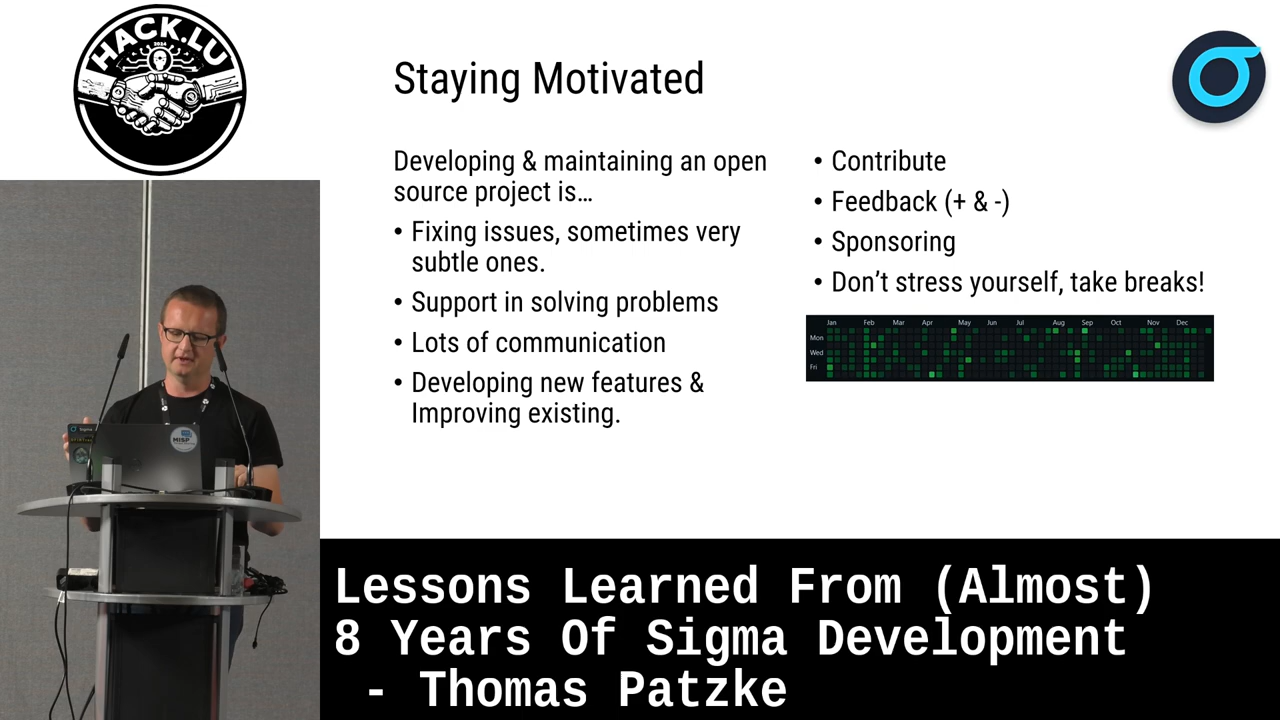 HACK.LU
2024
Staying Motivated
Developing & maintaining an open
source project is…
• Fixing issues, sometimes very
subtle ones.
• Support in solving problems
• Lots of communication
• Developing new features &
Improving existing.
• Contribute
• Feedback (+ & -)
• Sponsoring
• Don’t stress yourself, take breaks!
Jan Feb Mar Apr May Jun Jul Aug Sep Oct Nov Dec
Mon
Wed
Fri
Sigma
MISP
Lessons Learned From (Almost)
8 Years Of Sigma Development
- Thomas Patzke